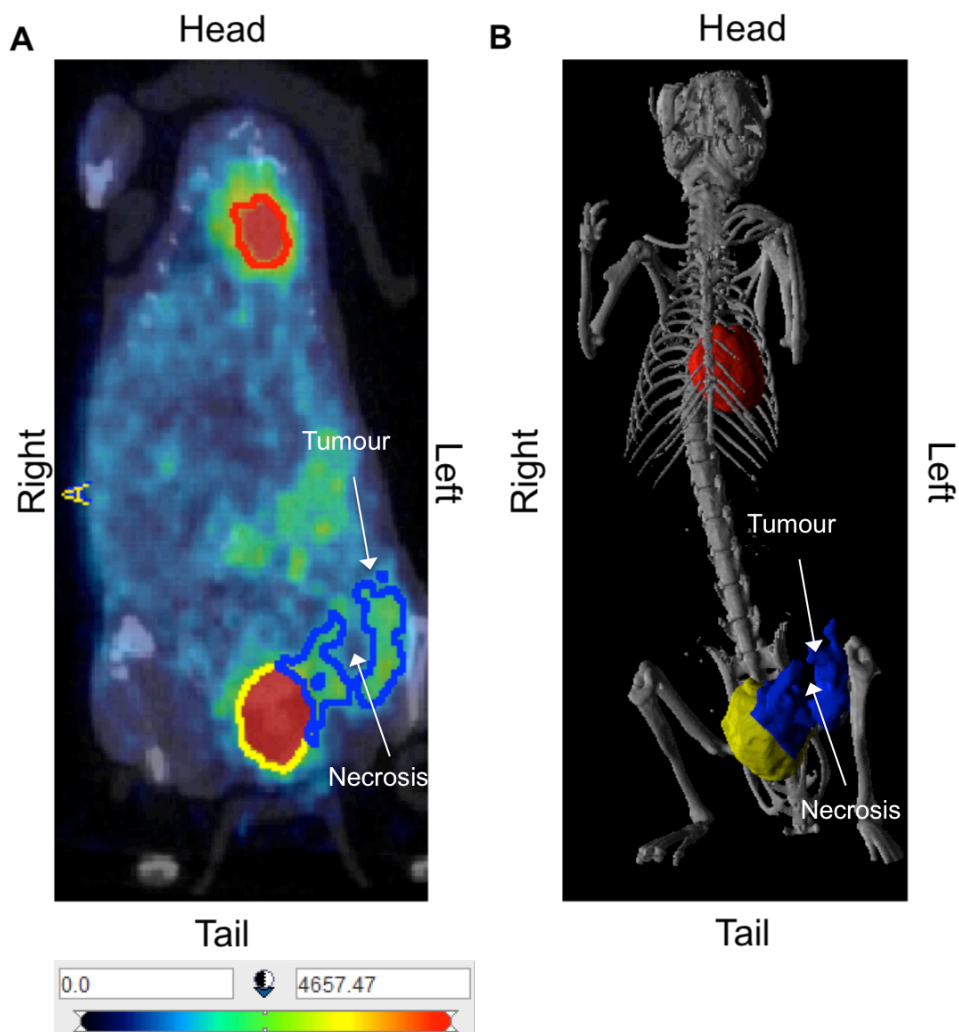 A
Head
B
Head
Right
Tumour
Left
Necrosis
A
Right
Tumour
Left
Necrosis
Tail
Tail
0.0
4657.47